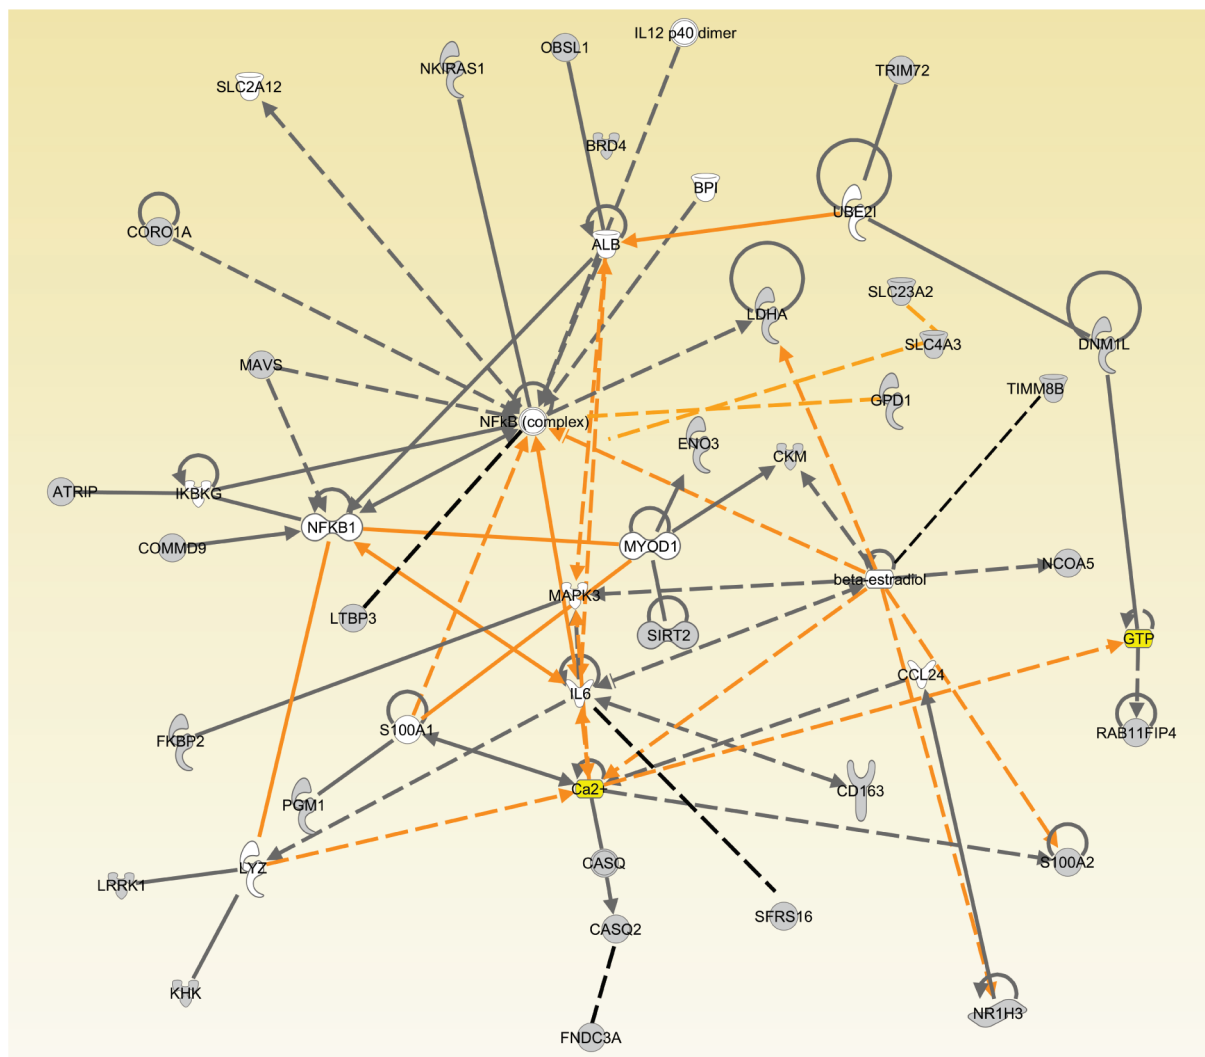 IL12 p40 dimer
OBSL1
NKIRAS1
TRIM72
SLC2A12
BRD4
BPI
UBE2I
CORO1A
ALB
SLC23A2
LDHA
SLC4A3
DNM1L
MAVS
TIMM8B
GPD1
NFkB (complex)
ENO3
CKM
ATRIP
IKBKG
NFKB1
COMMD9
MYOD1
NCOA5
beta-estradiol
MAPK3
LTBP3
SIRT2
GTP
CCL24
IL6
S100A1
RAB11FIP4
FKBP2
Ca2+
CD163
PGM1
CASQ
S100A2
LYZ
LRRK1
SFRS16
CASQ2
KHK
NR1H3
FNDC3A